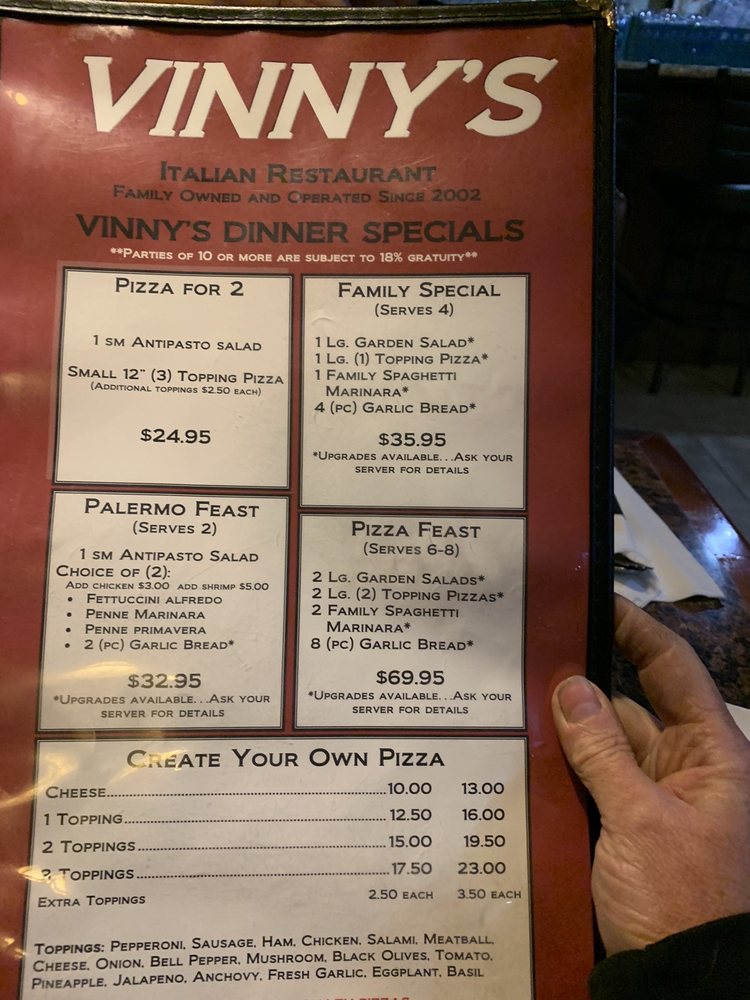 VINNY'S
ITALIAN RESTAURANT
FAMILY OWNED AND OPERATED SINCE 2002
VINNY'S DINNER SPECIALS
**PARTIES OF 10 OR MORE ARE SUBJECT TO 18% GRATUITY**
PIZZA FOR 2
1 SM ANTIPASTO SALAD
SMALL 12" (3) TOPPING PIZZA
(ADDITIONAL TOPPINGS $2.50 EACH)
$24.95
FAMILY SPECIAL
(SERVES 4)
1 LG. GARDEN SALAD*
1 LG. (1) TOPPING PIZZA*
1 FAMILY SPAGHETTI
MARINARA*
4 (PC) GARLIC BREAD*
$35.95
*UPGRADES AVAILABLE...ASK YOUR
SERVER FOR DETAILS
PALERMO FEAST
(SERVES 2)
1 SM ANTIPASTO SALAD
CHOICE OF (2):
ADD CHICKEN $3.00 ADD SHRIMP $5.00
• FETTUCCINI ALFREDO
• PENNE MARINARA
• PENNE PRIMAVERA
• 2 (PC) GARLIC BREAD*
$32.95
*UPGRADES AVAILABLE...ASK YOUR
SERVER FOR DETAILS
PIZZA FEAST
(SERVES 6-8)
2 LG. GARDEN SALADS*
2 LG. (2) TOPPING PIZZAS*
2 FAMILY SPAGHETTI
MARINARA*
8 (PC) GARLIC BREAD*
$69.95
*UPGRADES AVAILABLE...ASK YOUR
SERVER FOR DETAILS
CREATE YOUR OWN PIZZA
CHEESE 10.00 13.00
1 TOPPING 12.50 16.00
2 TOPPINGS 15.00 19.50
3 TOPPINGS 17.50 23.00
EXTRA TOPPINGS 2.50 EACH 3.50 EACH
TOPPINGS: PEPPERONI, SAUSAGE, HAM, CHICKEN, SALAMI, MEATBALL,
CHEESE, ONION, BELL PEPPER, MUSHROOM, BLACK OLIVES, TOMATO,
PINEAPPLE, JALAPENO, ANCHOVY, FRESH GARLIC, EGGPLANT, BASIL